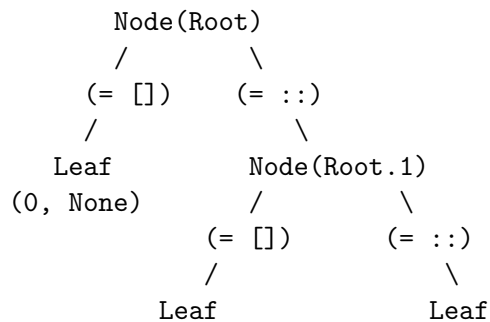 Node(Root)
/ \
(= []) (= ::)
/ \
Leaf Node(Root.1)
(0, None) / \
(= []) (= ::)
/ \
Leaf Leaf